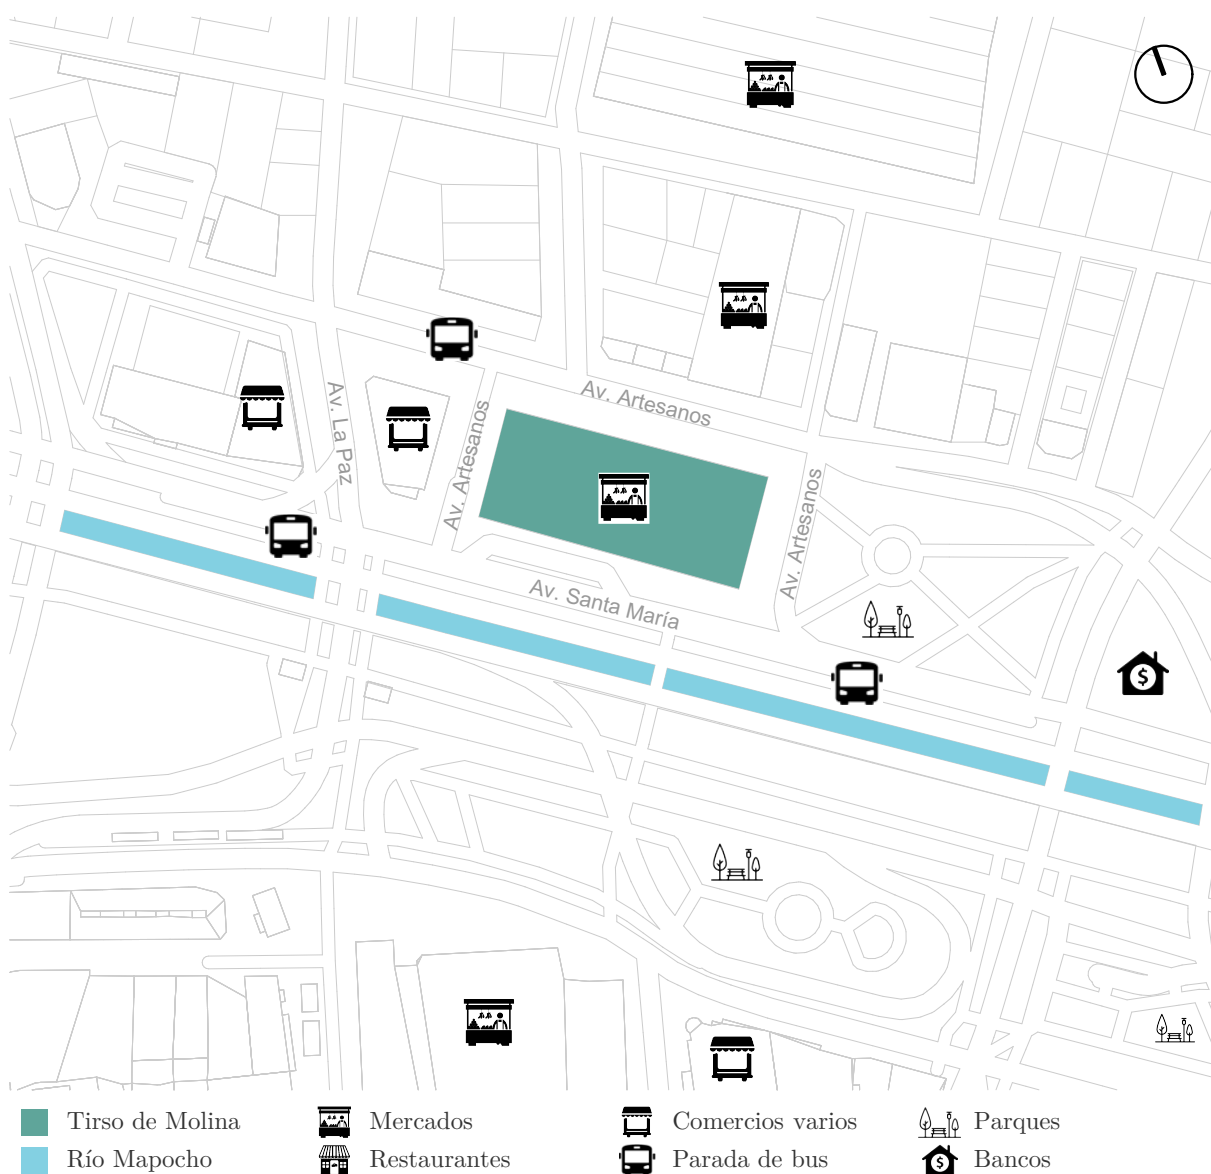 Av. Artesanos
Av. La Paz
Av. Artesanos
Av. Artesanos
Av. Santa María
$
Tirso de Molina
Mercados
Comercios varios
Parques
Río Mapocho
Restaurantes
Parada de bus
$
Bancos